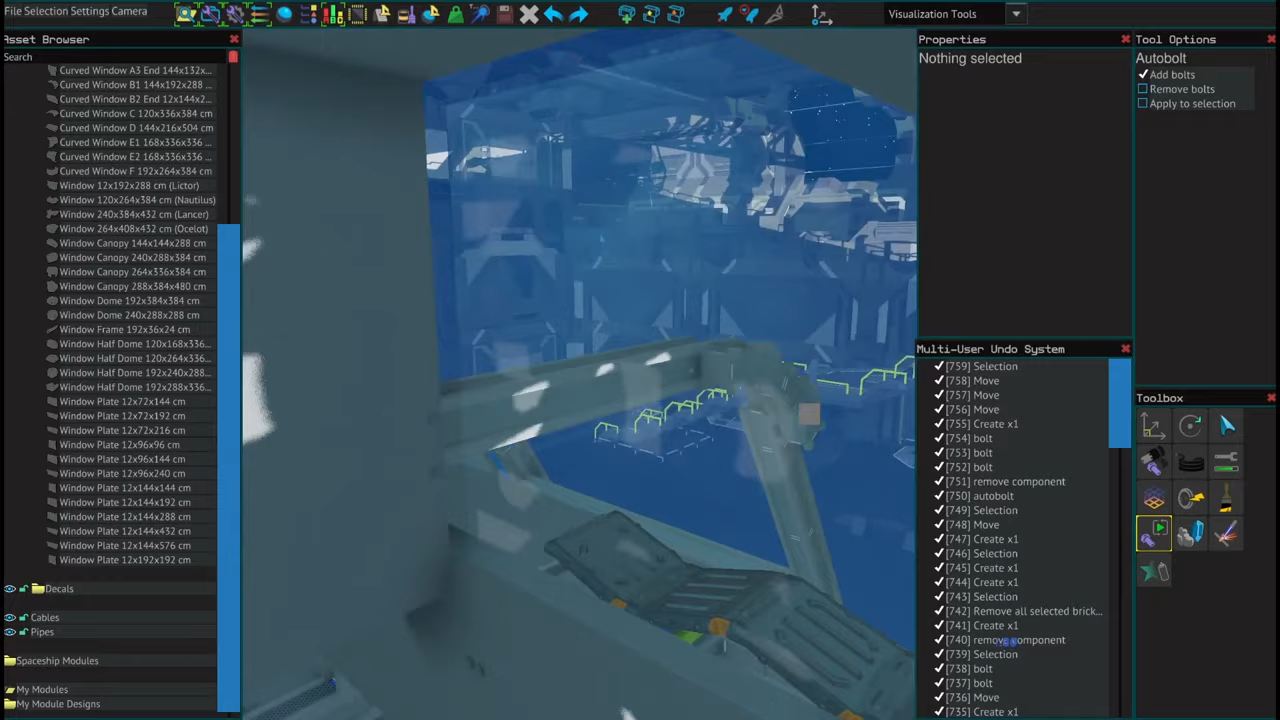 File Selection Settings Camera
Visualization Tools
Asset Browser
Search
Curved Window A3 End 144x132x...
Curved Window B1 144x192x288 ...
Curved Window B2 End 12x144x2...
Curved Window C 120x336x384 cm
Curved Window D 144x216x504 cm
Curved Window E1 168x336x336 ...
Curved Window E2 168x336x336 ...
Curved Window F 192x264x384 cm
Window 12x192x288 cm (Lictor)
Window 120x264x384 cm (Nautilus)
Window 240x384x432 cm (Lancer)
Window 264x408x432 cm (Ocelot)
Window Canopy 144x144x288 cm
Window Canopy 240x288x384 cm
Window Canopy 264x336x384 cm
Window Canopy 288x384x480 cm
Window Dome 192x384x384 cm
Window Dome 240x288x288 cm
Window Frame 192x36x24 cm
Window Half Dome 120x168x336...
Window Half Dome 120x264x336...
Window Half Dome 192x240x288...
Window Half Dome 192x288x336...
Window Plate 12x72x144 cm
Window Plate 12x72x192 cm
Window Plate 12x72x216 cm
Window Plate 12x96x96 cm
Window Plate 12x96x144 cm
Window Plate 12x96x240 cm
Window Plate 12x144x144 cm
Window Plate 12x144x192 cm
Window Plate 12x144x288 cm
Window Plate 12x144x432 cm
Window Plate 12x144x576 cm
Window Plate 12x192x192 cm
Decals
Cables
Pipes
Spaceship Modules
My Modules
My Module Designs
Properties
Nothing selected
Multi-User Undo System
[759] Selection
[758] Move
[757] Move
[756] Move
[755] Create x1
[754] bolt
[753] bolt
[752] bolt
[751] remove component
[750] autobolt
[749] Selection
[748] Move
[747] Create x1
[746] Selection
[745] Create x1
[744] Create x1
[743] Selection
[742] Remove all selected brick...
[741] Create x1
[740] remove component
[739] Selection
[738] bolt
[737] bolt
[736] Move
[735] Create x1
Tool Options
Autobolt
Add bolts
Remove bolts
Apply to selection
Toolbox